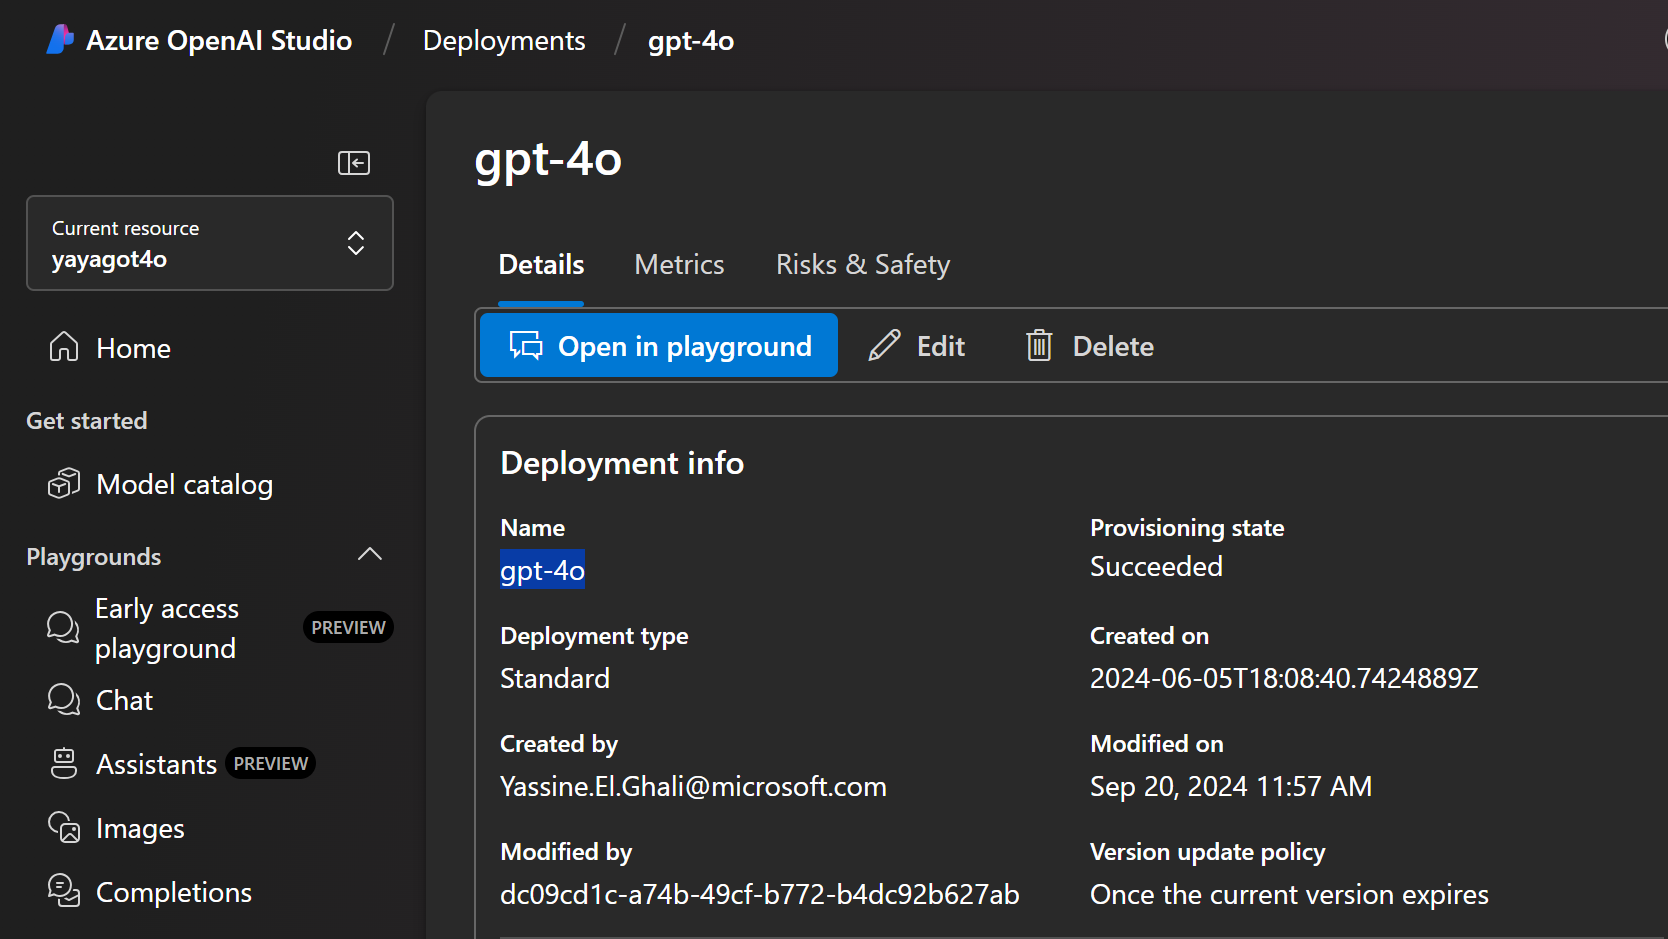 Azure OpenAI Studio / Deployments / gpt-4o
Current resource
yayagot4o
Home
Get started
Model catalog
Playgrounds
Early access
playground
PREVIEW
Chat
Assistants PREVIEW
Images
Completions
gpt-4o
Details Metrics Risks & Safety
Open in playground Edit Delete
Deployment info
Name
gpt-4o
Provisioning state
Succeeded
Deployment type
Standard
Created on
2024-06-05T18:08:40.7424889Z
Created by
Yassine.El.Ghali@microsoft.com
Modified on
Sep 20, 2024 11:57 AM
Modified by
dc09cd1c-a74b-49cf-b772-b4dc92b627ab
Version update policy
Once the current version expires